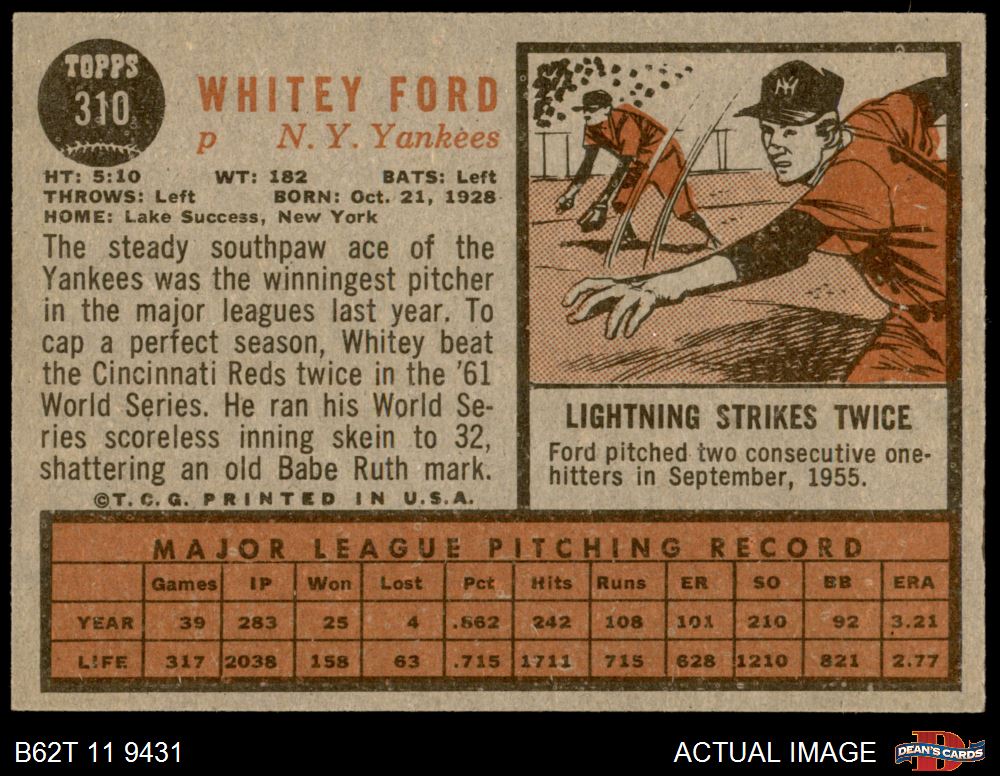 TOPPS
310
WHITEY FORD
p N. Y. Yankees
HT: 5:10 WT: 182 BATS: Left
THROWS: Left BORN: Oct. 21, 1928
HOME: Lake Success, New York
The steady southpaw ace of the
Yankees was the winningest pitcher
in the major leagues last year. To
cap a perfect season, Whitey beat
the Cincinnati Reds twice in the '61
World Series. He ran his World Se-
ries scoreless inning skein to 32,
shattering an old Babe Ruth mark.
©T.C.G. PRINTED IN U.S.A.
NY
LIGHTNING STRIKES TWICE
Ford pitched two consecutive one-
hitters in September, 1955.
MAJOR LEAGUE PITCHING RECORD
Games IP Won Lost Pct Hits Runs ER SO BB ERA
YEAR 39 283 25 4 .862 242 108 101 210 92 3.21
LIFE 317 2038 158 63 .715 1711 715 628 1210 821 2.77
B62T 11 9431 ACTUAL IMAGE DEAN'S CARDS